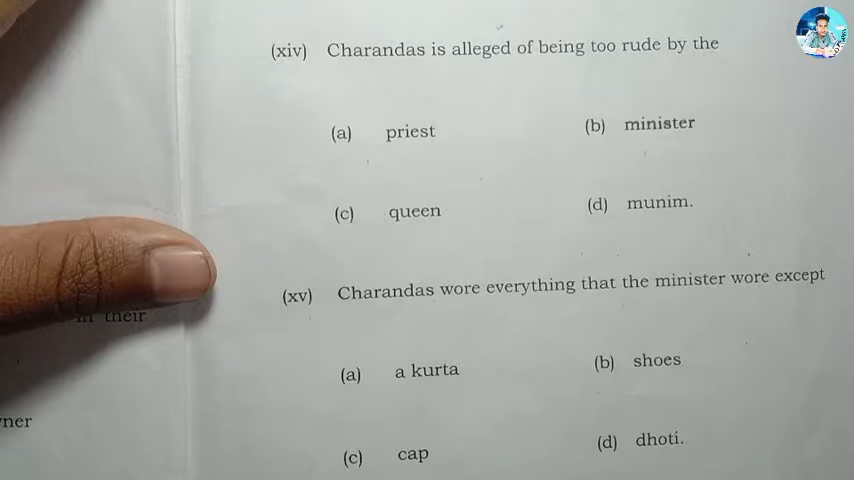 (xiv) Charandas is alleged of being too rude by the
(a) priest (b) minister
(c) queen (d) munim.
(xv) Charandas wore everything that the minister wore except
in their
(a) a kurta (b) shoes
ner
(c) cap (d) dhoti.